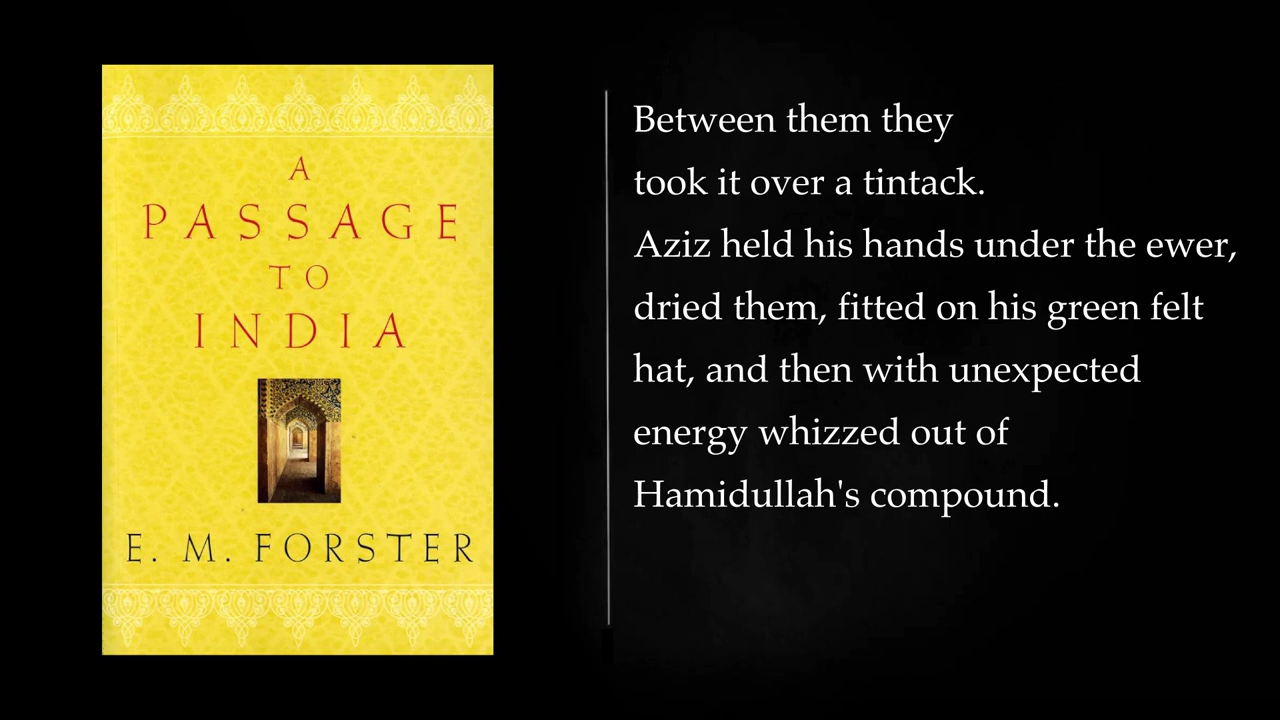 A
PASSAGE
TO
INDIA
E. M. FORSTER
Between them they
took it over a tintack.
Aziz held his hands under the ewer,
dried them, fitted on his green felt
hat, and then with unexpected
energy whizzed out of
Hamidullah's compound.